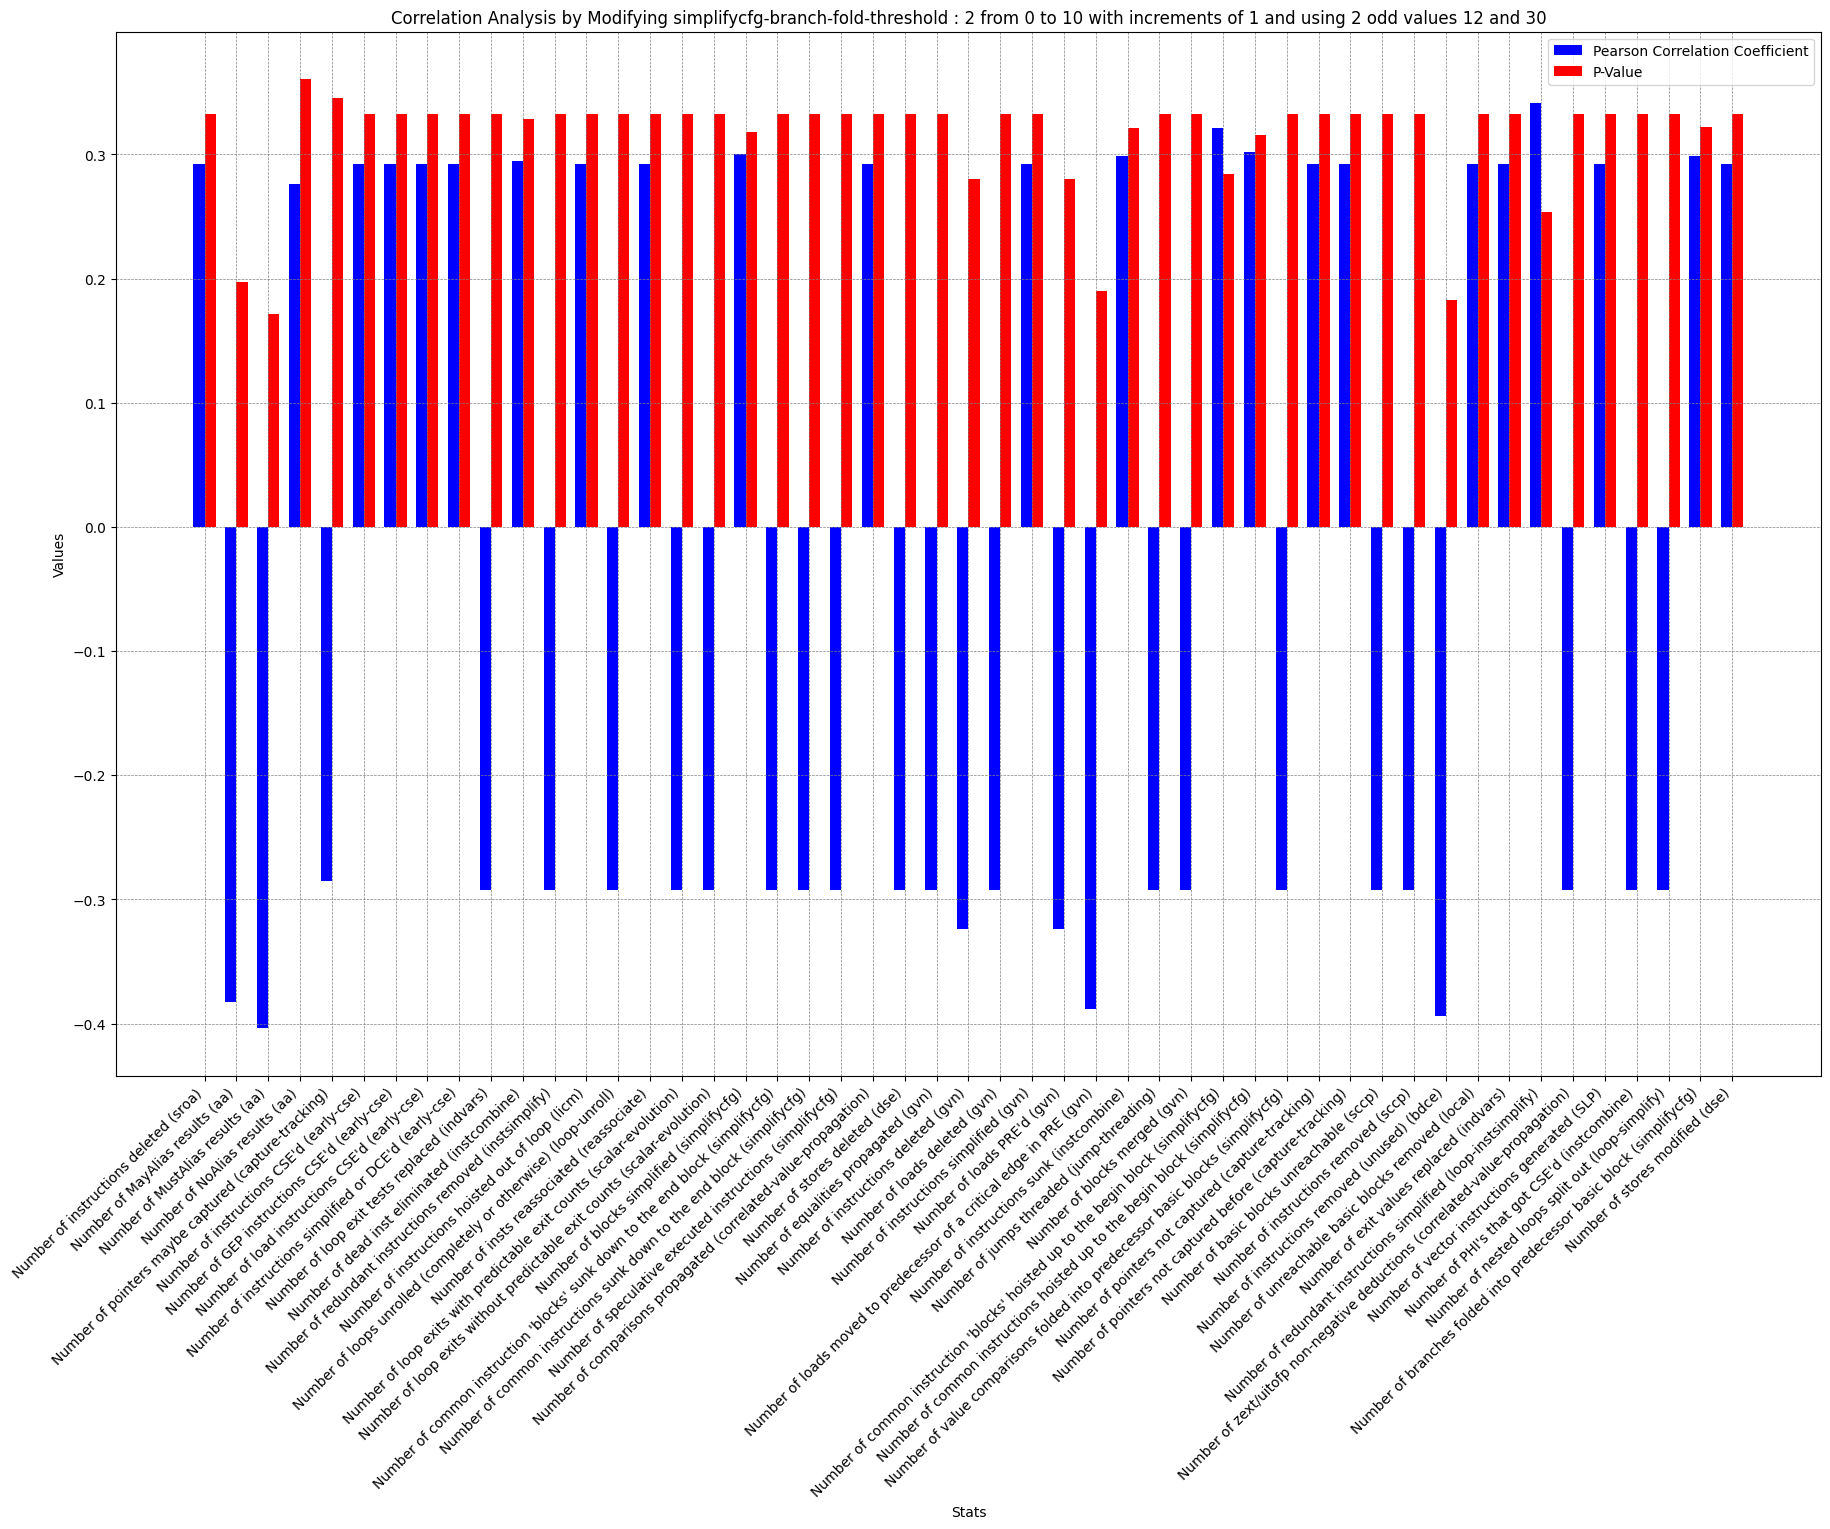 Correlation Analysis by Modifying simplifycfg-branch-fold-threshold : 2 from 0 to 10 with increments of 1 and using 2 odd values 12 and 30
Pearson Correlation Coefficient
P-Value
0.3
0.2
0.1
0.0
−0.1
−0.2
−0.3
−0.4
Values
Number of instructions deleted (sroa)
Number of MayAlias results (aa)
Number of MustAlias results (aa)
Number of NoAlias results (aa)
Number of pointers maybe captured (capture-tracking)
Number of instructions CSE'd (early-cse)
Number of GEP instructions CSE'd (early-cse)
Number of load instructions CSE'd (early-cse)
Number of instructions simplified or DCE'd (early-cse)
Number of loop exit tests replaced (indvars)
Number of dead inst eliminated (instcombine)
Number of redundant instructions removed (instsimplify)
Number of instructions hoisted out of loop (licm)
Number of loops unrolled (completely or otherwise) (loop-unroll)
Number of insts reassociated (reassociate)
Number of loop exits with predictable exit counts (scalar-evolution)
Number of loop exits without predictable exit counts (scalar-evolution)
Number of blocks simplified (simplifycfg)
Number of common instruction 'blocks' sunk down to the end block (simplifycfg)
Number of common instructions sunk down to the end block (simplifycfg)
Number of speculative executed instructions (simplifycfg)
Number of comparisons propagated (correlated-value-propagation)
Number of stores deleted (dse)
Number of equalities propagated (gvn)
Number of instructions deleted (gvn)
Number of loads deleted (gvn)
Number of instructions simplified (gvn)
Number of loads PRE'd (gvn)
Number of loads moved to predecessor of a critical edge in PRE (gvn)
Number of instructions sunk (instcombine)
Number of jumps threaded (jump-threading)
Number of blocks merged (gvn)
Number of common instruction 'blocks' hoisted up to the begin block (simplifycfg)
Number of common instructions hoisted up to the begin block (simplifycfg)
Number of value comparisons folded into predecessor basic blocks (simplifycfg)
Number of pointers not captured (capture-tracking)
Number of pointers not captured before (capture-tracking)
Number of basic blocks unreachable (sccp)
Number of instructions removed (sccp)
Number of instructions removed (unused) (bdce)
Number of unreachable basic blocks removed (local)
Number of exit values replaced (indvars)
Number of redundant instructions simplified (loop-instsimplify)
Number of zext/uitofp non-negative deductions (correlated-value-propagation)
Number of vector instructions generated (SLP)
Number of PHI's that got CSE'd (instcombine)
Number of nested loops split out (loop-simplify)
Number of branches folded into predecessor basic block (simplifycfg)
Number of stores modified (dse)
Stats